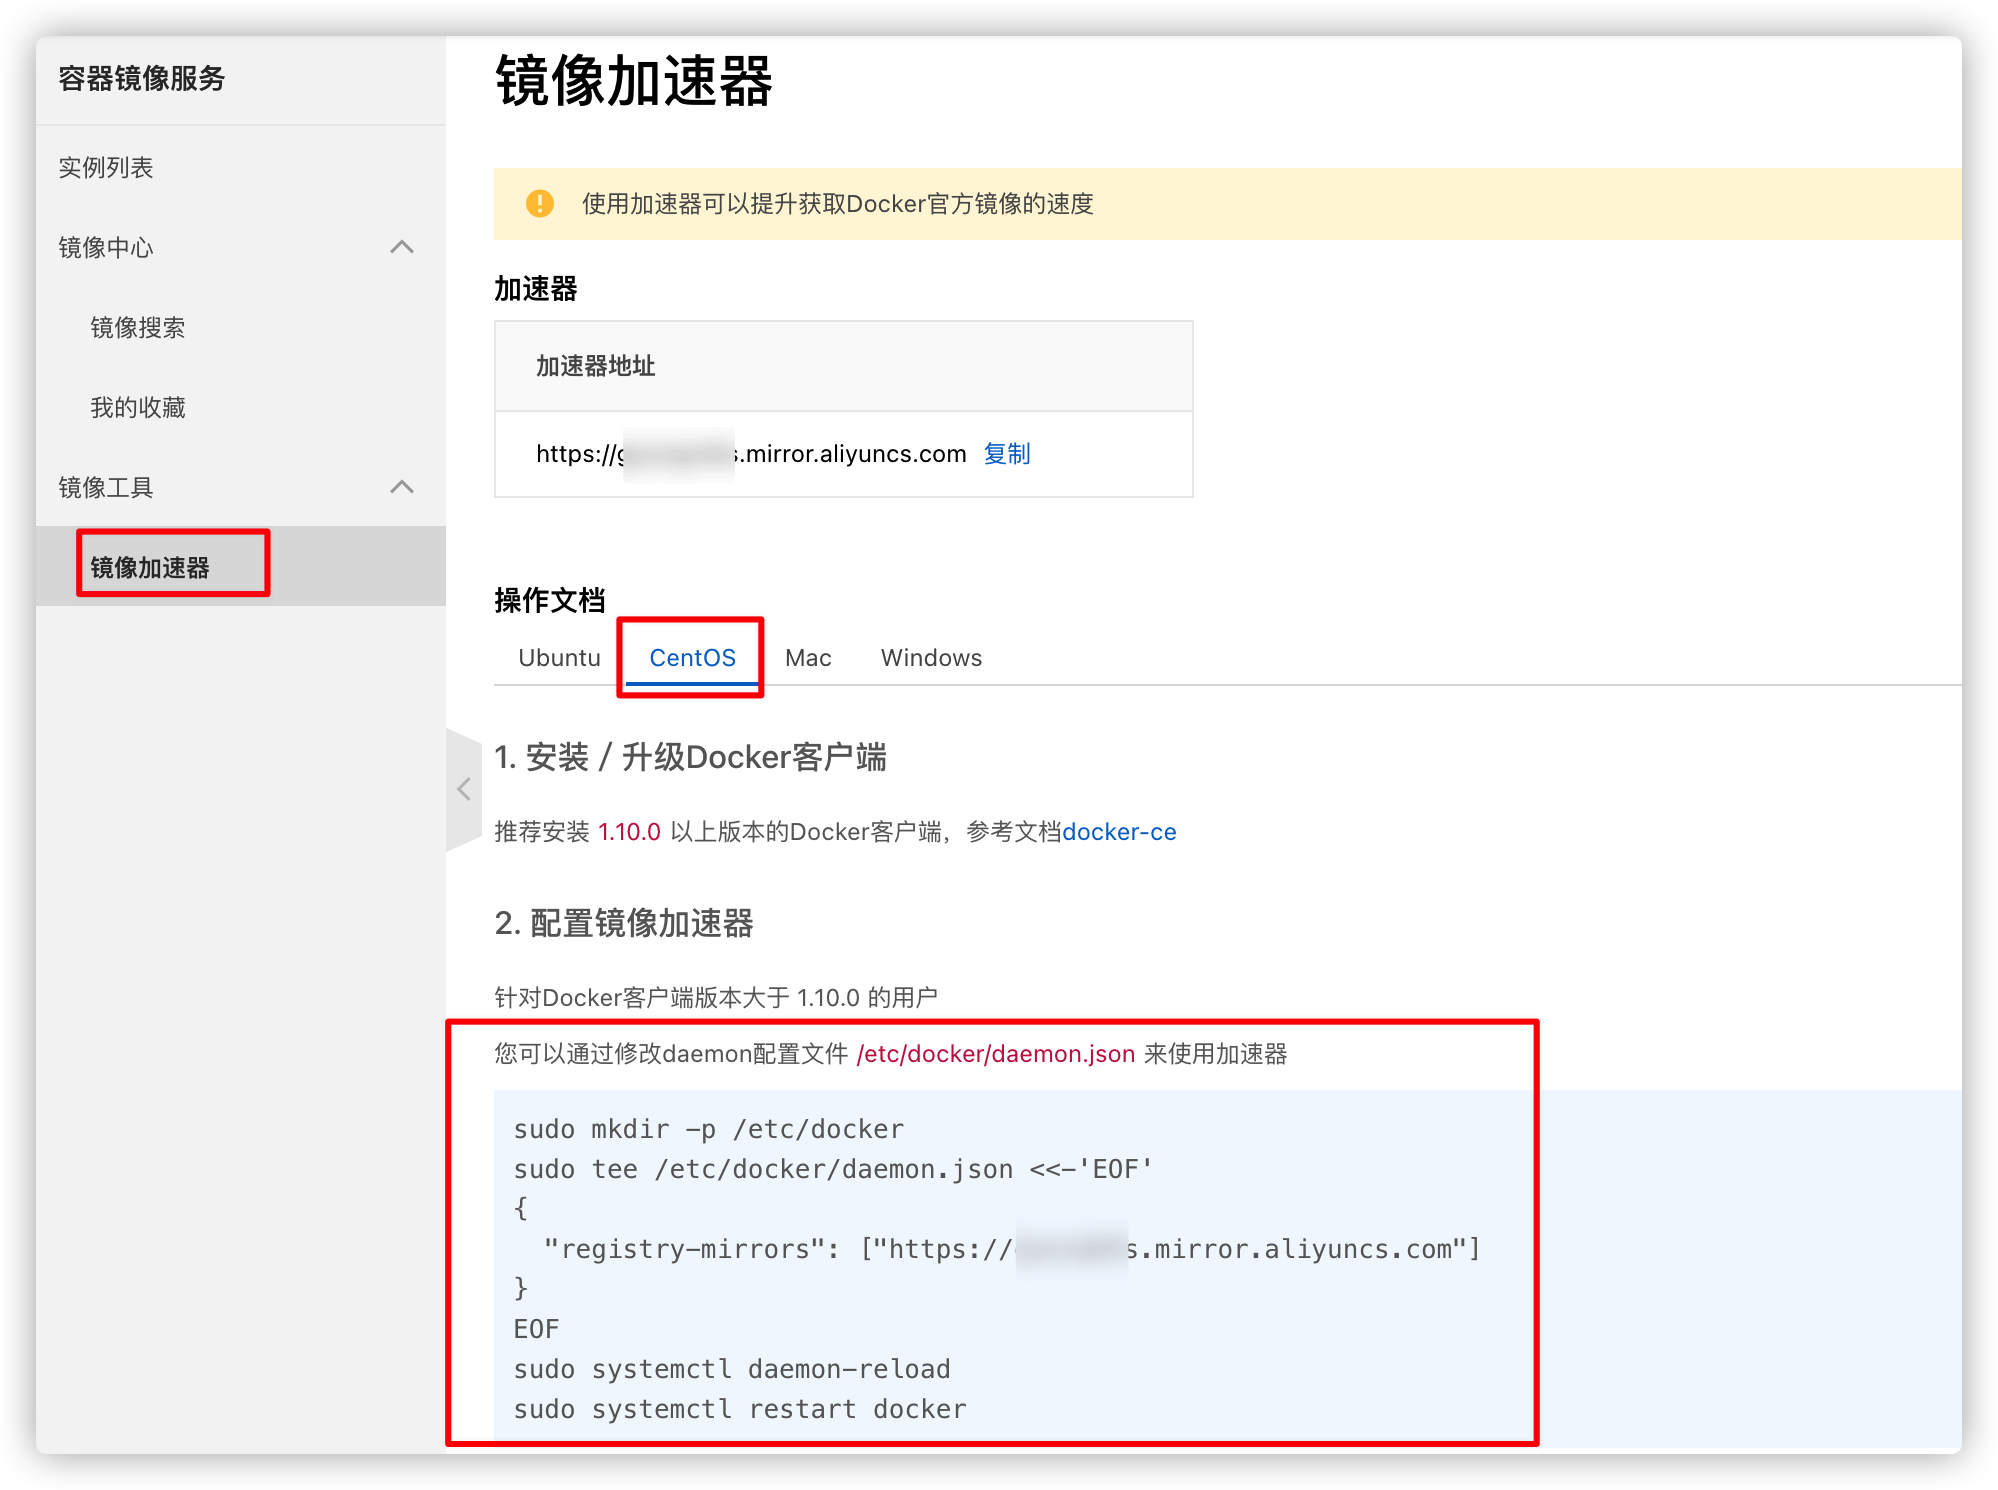 容器镜像服务
实例列表
镜像中心
镜像搜索
我的收藏
镜像工具
镜像加速器
镜像加速器
使用加速器可以提升获取Docker官方镜像的速度
加速器
加速器地址
https://g s.mirror.aliyuncs.com 复制
操作文档
Ubuntu CentOS Mac Windows
1. 安装 / 升级Docker客户端
推荐安装 1.10.0 以上版本的Docker客户端，参考文档docker-ce
2. 配置镜像加速器
针对Docker客户端版本大于 1.10.0 的用户
您可以通过修改daemon配置文件 /etc/docker/daemon.json 来使用加速器
sudo mkdir -p /etc/docker
sudo tee /etc/docker/daemon.json <<-'EOF'
{
"registry-mirrors": ["https:// s.mirror.aliyuncs.com"]
}
EOF
sudo systemctl daemon-reload
sudo systemctl restart docker